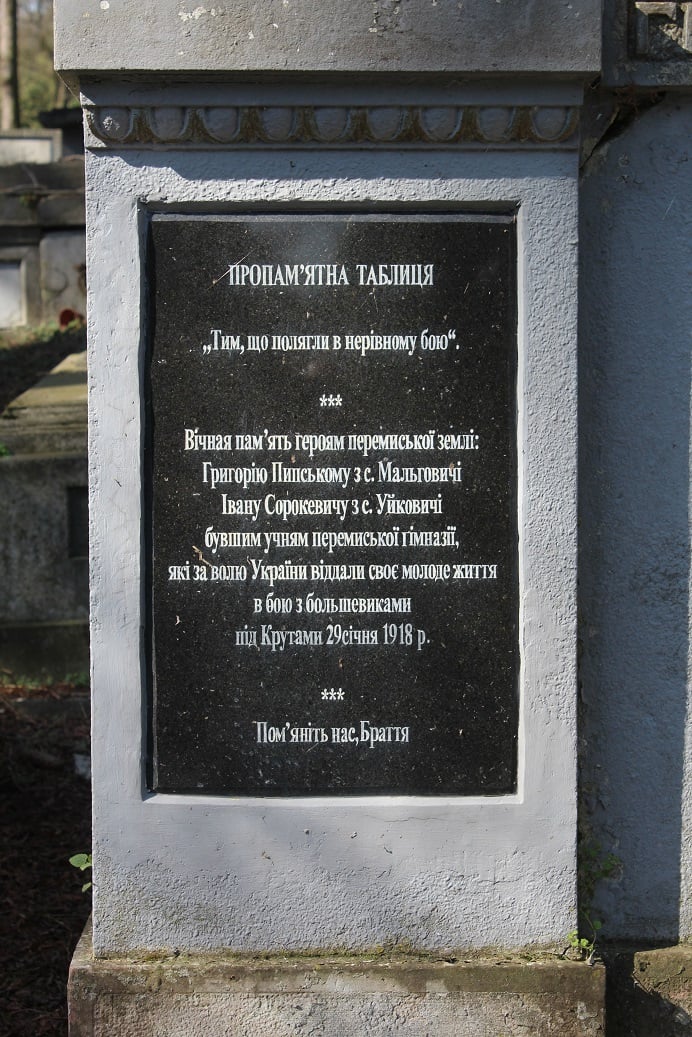 ПРОПАМ'ЯТНА ТАБЛИЦЯ
„Тим, що полягли в нерівному бою“.
***
Вічная пам'ять героям перемиської землі:
Григорію Пипському з с. Мальговичі
Івану Сорокевичу з с. Уйковичі
бувшим учням перемиської гімназії,
які за волю України віддали своє молоде життя
в бою з большевиками
під Крутами 29січня 1918 р.
***
Пом'яніть нас,Браття